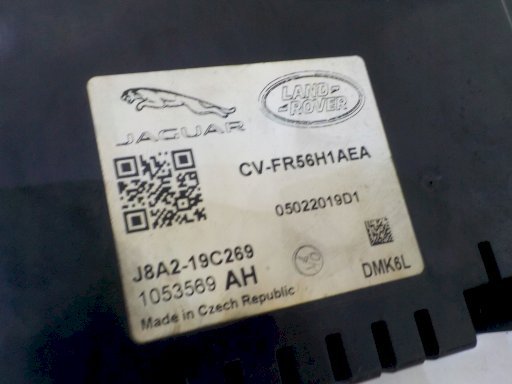 JAGUAR
LAND
ROVER
CV-FR56H1AEA
05022019D1
J8A2-19C269
1053569 AH
DMK6L
Made in Czech Republic